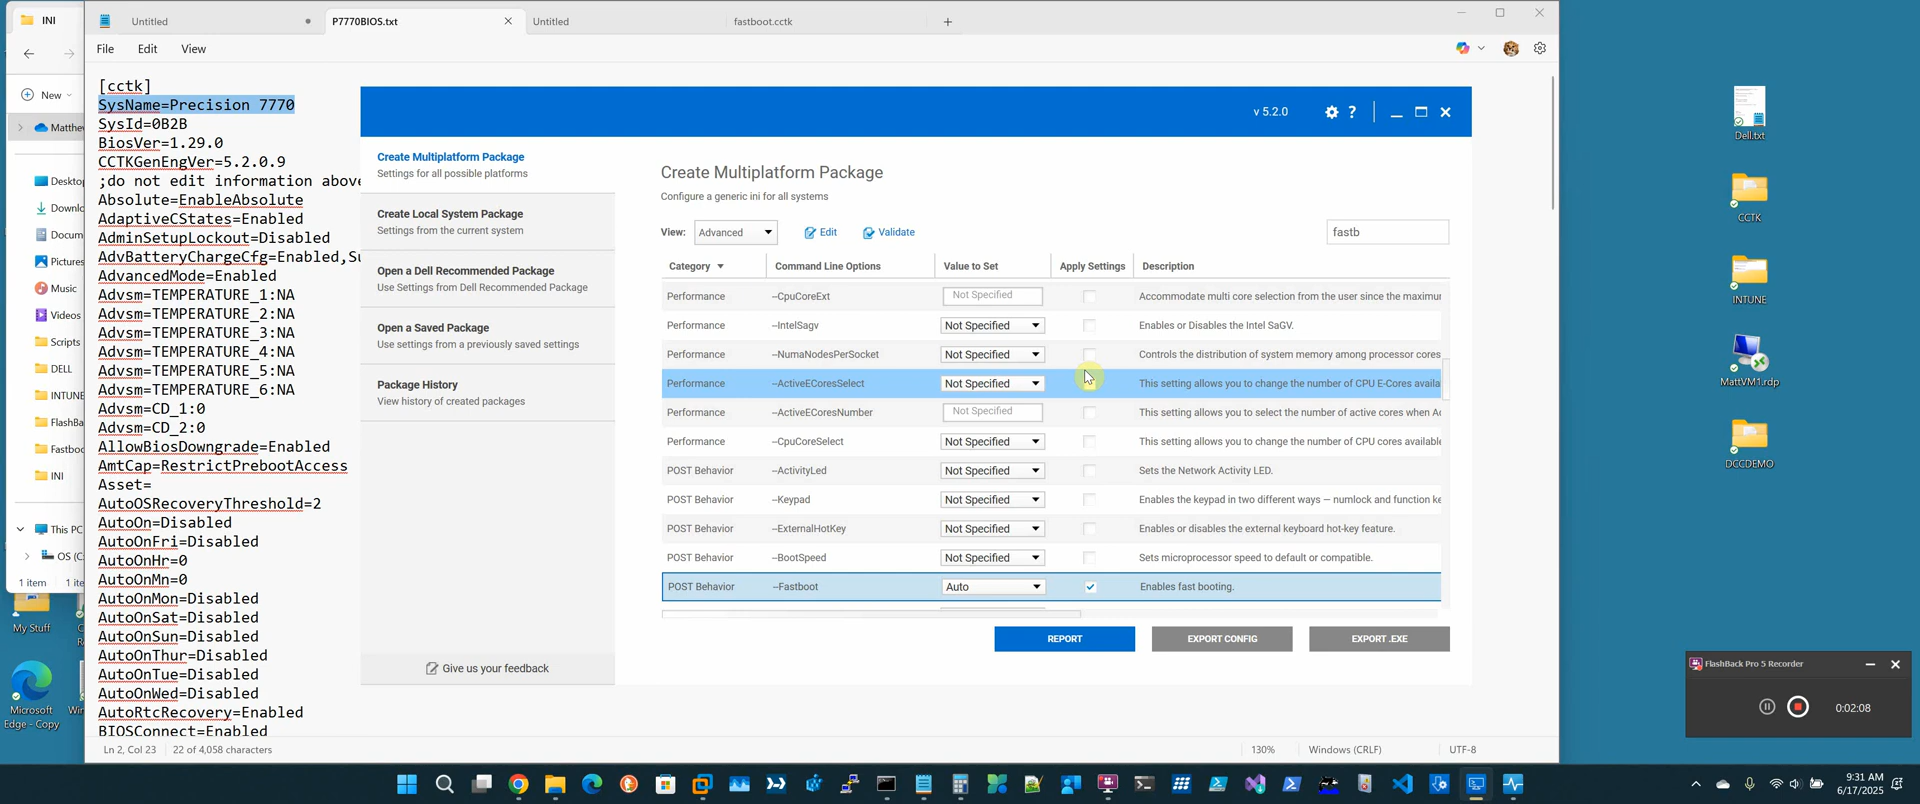 INI
Untitled
P7770BIOS.txt
Untitled
fastboot.cctk
File
Edit
View
New
Matthew
Desktop
Downlo
Docum
Pictures
Music
Videos
Scripts
DELL
INTUNE
FlashBa
Fastboo
INI
This PC
OS (C:
1 item
1 ite
[cctk]
SysName=Precision 7770
SysId=0B2B
BiosVer=1.29.0
CCTKGenEngVer=5.2.0.9
;do not edit information above
Absolute=EnableAbsolute
AdaptiveCStates=Enabled
AdminSetupLockout=Disabled
AdvBatteryChargeCfg=Enabled,Su
AdvancedMode=Enabled
Advsm=TEMPERATURE_1:NA
Advsm=TEMPERATURE_2:NA
Advsm=TEMPERATURE_3:NA
Advsm=TEMPERATURE_4:NA
Advsm=TEMPERATURE_5:NA
Advsm=TEMPERATURE_6:NA
Advsm=CD_1:0
Advsm=CD_2:0
AllowBiosDowngrade=Enabled
AmtCap=RestrictPrebootAccess
Asset=
AutoOSRecoveryThreshold=2
AutoOn=Disabled
AutoOnFri=Disabled
AutoOnHr=0
AutoOnMn=0
AutoOnMon=Disabled
AutoOnSat=Disabled
AutoOnSun=Disabled
AutoOnThur=Disabled
AutoOnTue=Disabled
AutoOnWed=Disabled
AutoRtcRecovery=Enabled
BIOSConnect=Enabled
Ln 2, Col 23
22 of 4,058 characters
130%
Windows (CRLF)
UTF-8
v 5.2.0
?
Create Multiplatform Package
Settings for all possible platforms
Create Local System Package
Settings from the current system
Open a Dell Recommended Package
Use Settings from Dell Recommended Package
Open a Saved Package
Use settings from a previously saved settings
Package History
View history of created packages
Give us your feedback
Create Multiplatform Package
Configure a generic ini for all systems
View: Advanced Edit Validate fastb
Category Command Line Options Value to Set Apply Settings Description
Performance --CpuCoreExt Not Specified Accommodate multi core selection from the user since the maximur
Performance --IntelSagv Not Specified Enables or Disables the Intel SaGV.
Performance --NumaNodesPerSocket Not Specified Controls the distribution of system memory among processor cores
Performance --ActiveECoresSelect Not Specified This setting allows you to change the number of CPU E-Cores availa
Performance --ActiveECoresNumber Not Specified This setting allows you to select the number of active cores when Ac
Performance --CpuCoreSelect Not Specified This setting allows you to change the number of CPU cores available
POST Behavior --ActivityLed Not Specified Sets the Network Activity LED.
POST Behavior --Keypad Not Specified Enables the keypad in two different ways — numlock and function ke
POST Behavior --ExternalHotKey Not Specified Enables or disables the external keyboard hot-key feature.
POST Behavior --BootSpeed Not Specified Sets microprocessor speed to default or compatible.
POST Behavior --Fastboot Auto Enables fast booting.
REPORT
EXPORT CONFIG
EXPORT .EXE
Dell.txt
CCTK
INTUNE
MattVM1.rdp
DCCDEMO
FlashBack Pro 5 Recorder
0:02:08
My Stuff
Microsoft
Edge - Copy
9:31 AM
6/17/2025